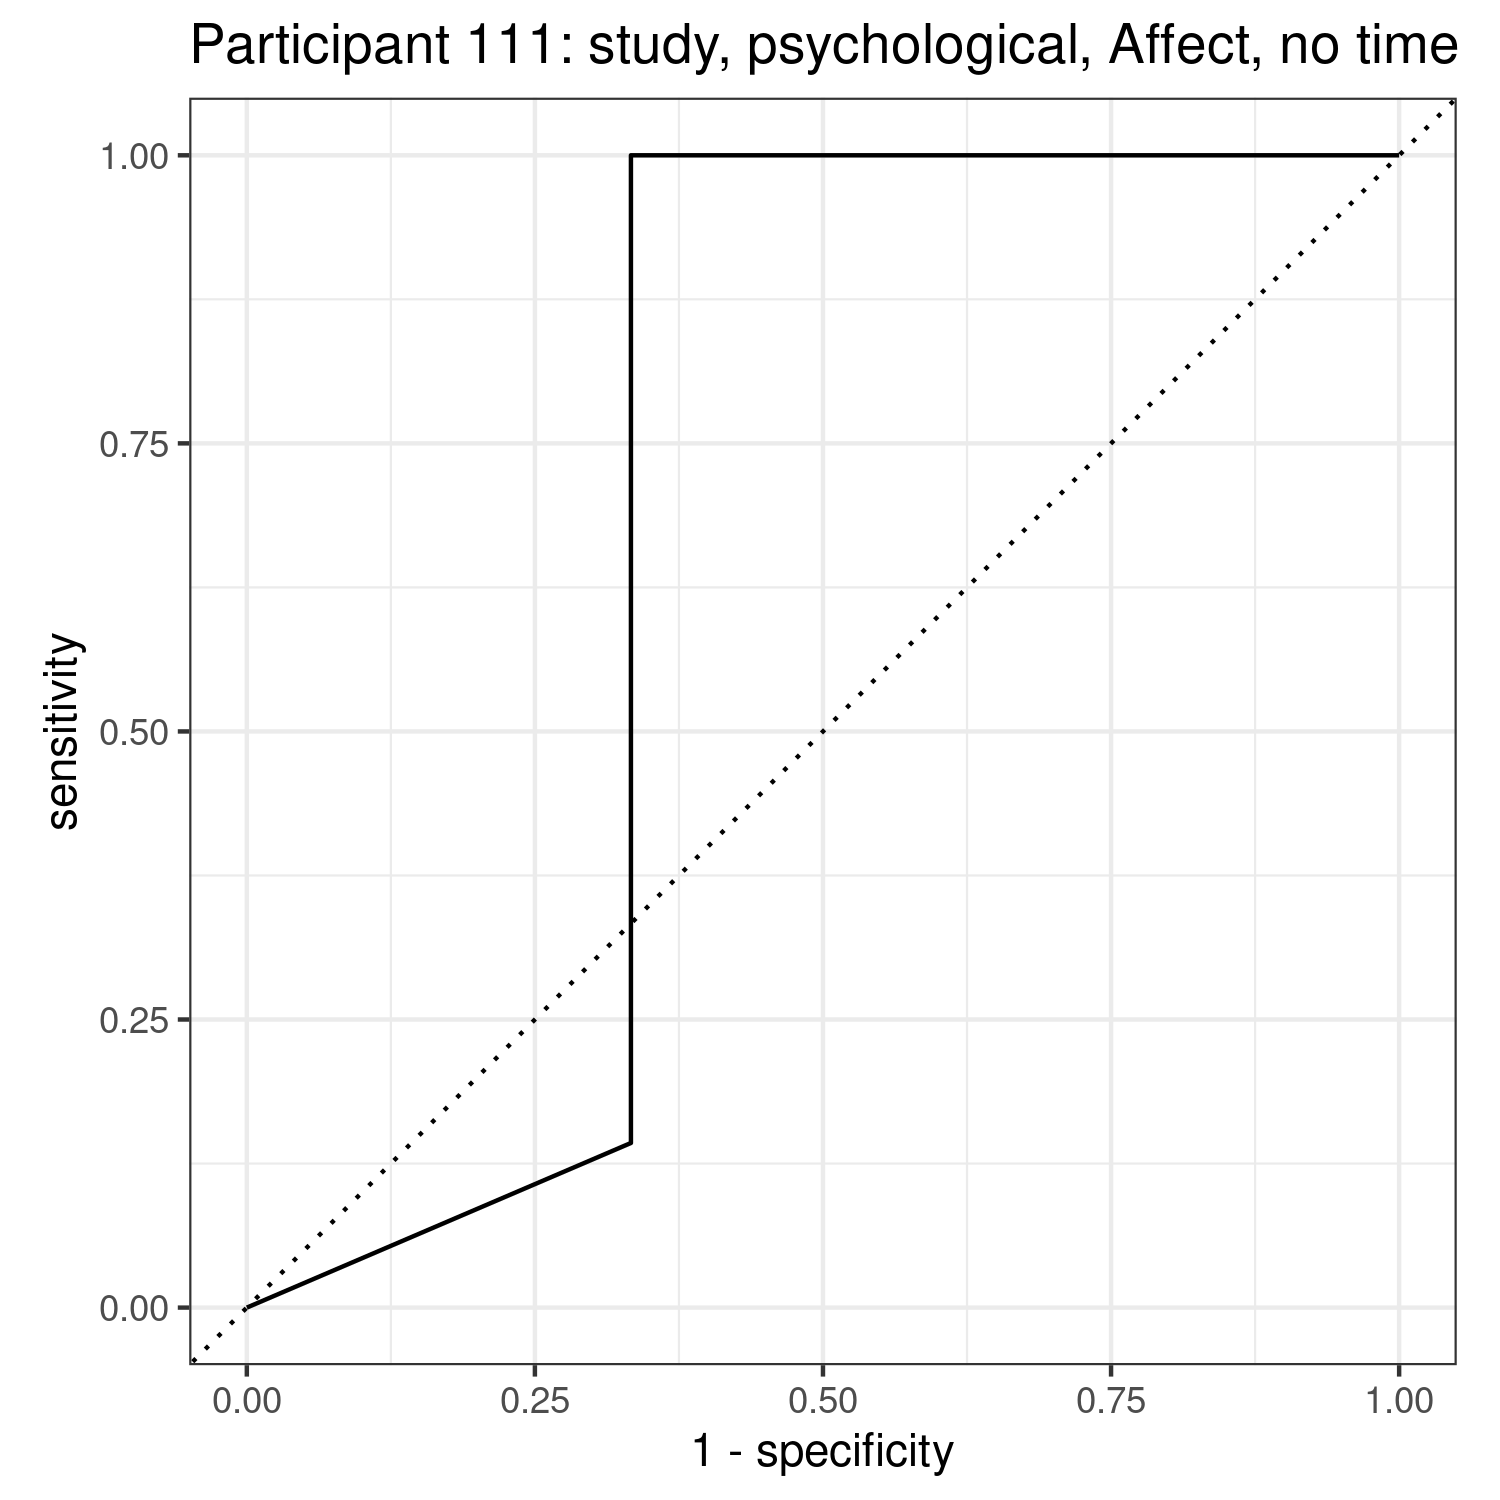 Participant 111: study, psychological, Affect, no time
1.00
0.75
0.50
0.25
0.00
sensitivity
0.00 0.25 0.50 0.75 1.00
1 - specificity